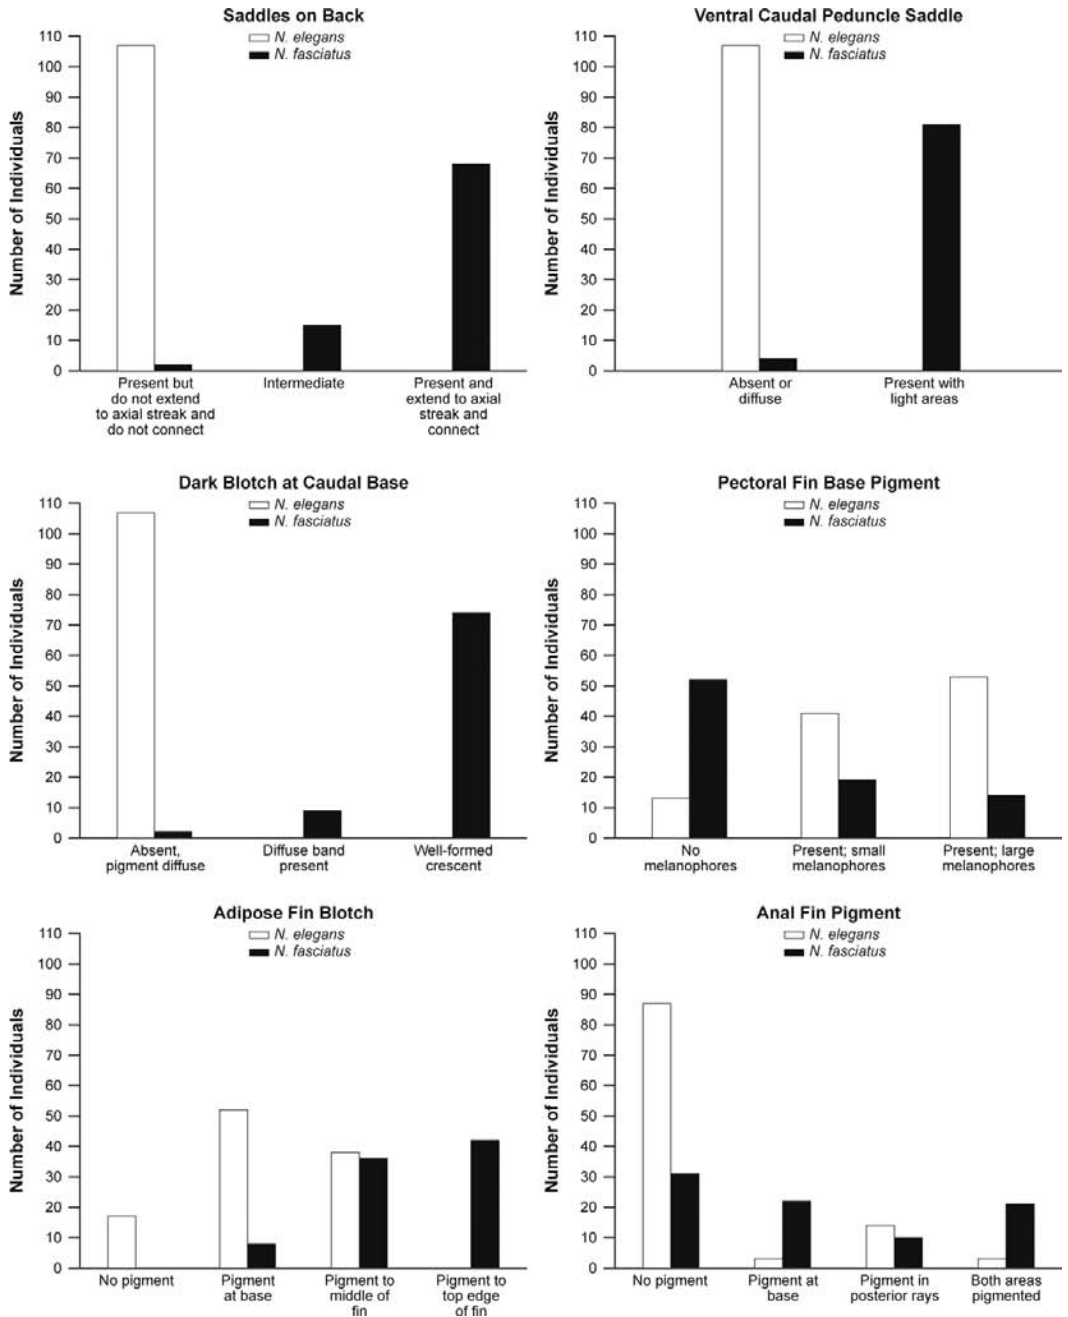 Saddles on Back
N. elegans
N. fasciatus
Number of Individuals
110
100
90
80
70
60
50
40
30
20
10
0
Present but
do not extend
to axial streak and
do not connect
Intermediate
Present and
extend to axial
streak and
connect
Ventral Caudal Peduncle Saddle
N. elegans
N. fasciatus
Number of Individuals
110
100
90
80
70
60
50
40
30
20
10
0
Absent or
diffuse
Present with
light areas
Dark Blotch at Caudal Base
N. elegans
N. fasciatus
Number of Individuals
110
100
90
80
70
60
50
40
30
20
10
0
Absent,
pigment diffuse
Diffuse band
present
Well-formed
crescent
Pectoral Fin Base Pigment
N. elegans
N. fasciatus
Number of Individuals
110
100
90
80
70
60
50
40
30
20
10
0
No
melanophores
Present; small
melanophores
Present; large
melanophores
Adipose Fin Blotch
N. elegans
N. fasciatus
Number of Individuals
110
100
90
80
70
60
50
40
30
20
10
0
No pigment
Pigment
at base
Pigment to
middle of
fin
Pigment to
top edge
of fin
Anal Fin Pigment
N. elegans
N. fasciatus
Number of Individuals
110
100
90
80
70
60
50
40
30
20
10
0
No pigment
Pigment at
base
Pigment in
posterior rays
Both areas
pigmented